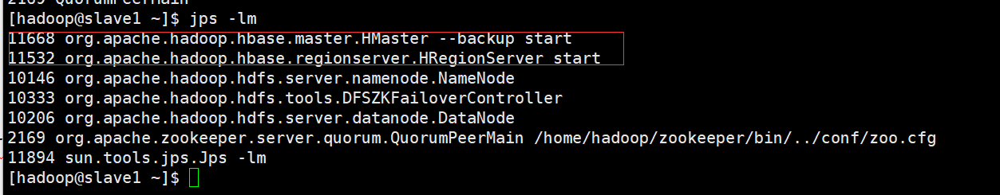 2169 QuorumPeerMain
[hadoop@slave1 ~]$ jps -lm
11668 org.apache.hadoop.hbase.master.HMaster --backup start
11532 org.apache.hadoop.hbase.regionserver.HRegionServer start
10146 org.apache.hadoop.hdfs.server.namenode.NameNode
10333 org.apache.hadoop.hdfs.tools.DFSZKFailoverController
10206 org.apache.hadoop.hdfs.server.datanode.DataNode
2169 org.apache.zookeeper.server.quorum.QuorumPeerMain /home/hadoop/zookeeper/bin/../conf/zoo.cfg
11894 sun.tools.jps.Jps -lm
[hadoop@slave1 ~]$